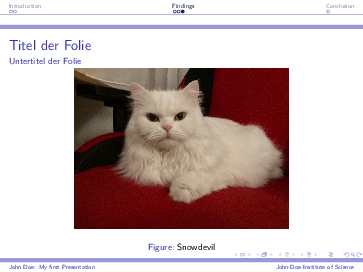 Introduction
Findings
Conclusion
Titel der Folie
Untertitel der Folie
Figure: Snowdevil
John Doe: My first Presentation
John-Doe-Institute of Science